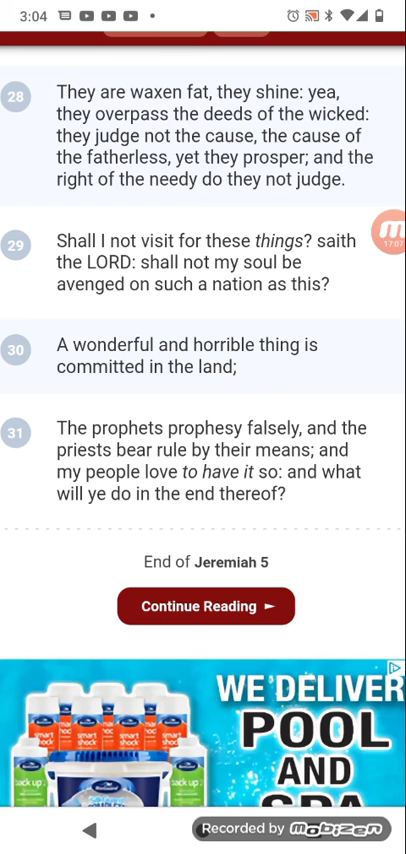 3:04
28 They are waxen fat, they shine: yea,
they overpass the deeds of the wicked:
they judge not the cause, the cause of
the fatherless, yet they prosper; and the
right of the needy do they not judge.
29 Shall I not visit for these things? saith
the LORD: shall not my soul be
avenged on such a nation as this?
17:07
30 A wonderful and horrible thing is
committed in the land;
31 The prophets prophesy falsely, and the
priests bear rule by their means; and
my people love to have it so: and what
will ye do in the end thereof?
End of Jeremiah 5
Continue Reading ►
WE DELIVER
POOL
AND
SPA
smart shock
back up
Recorded by mobizen